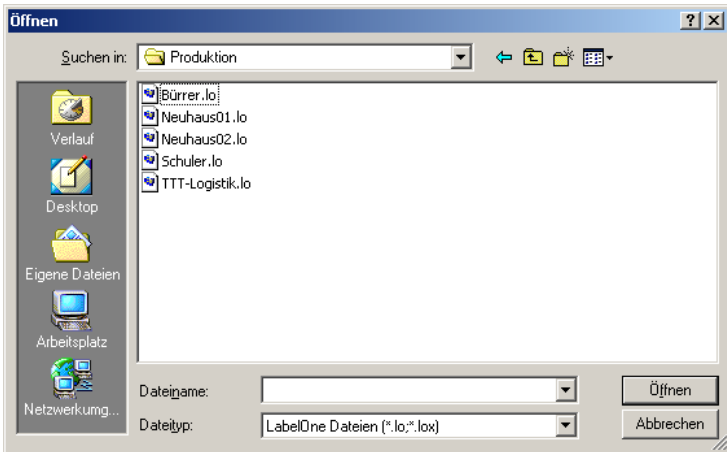 Öffnen
Suchen in: Produktion
Bürrer.lo
Neuhaus01.lo
Neuhaus02.lo
Schuler.lo
TTT-Logistik.lo
Verlauf
Desktop
Eigene Dateien
Arbeitsplatz
Netzwerkumg...
Dateiname:
Öffnen
Dateityp: LabelOne Dateien (*.lo;*.lox)
Abbrechen